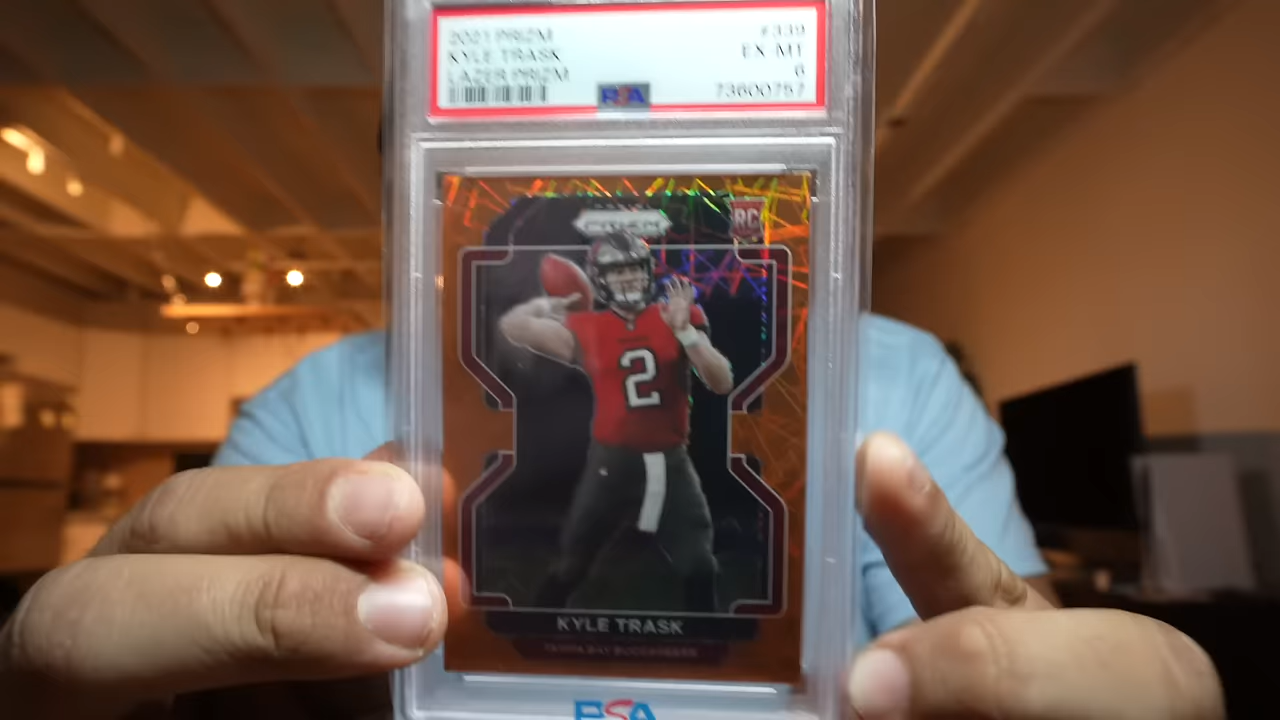 2021 PRIZM #339
KYLE TRASK EX-MT
LAZER PRIZM 6
PSA 73600757
PANINI
PRIZM
RC
2
KYLE TRASK
TAMPA BAY BUCCANEERS
PSA